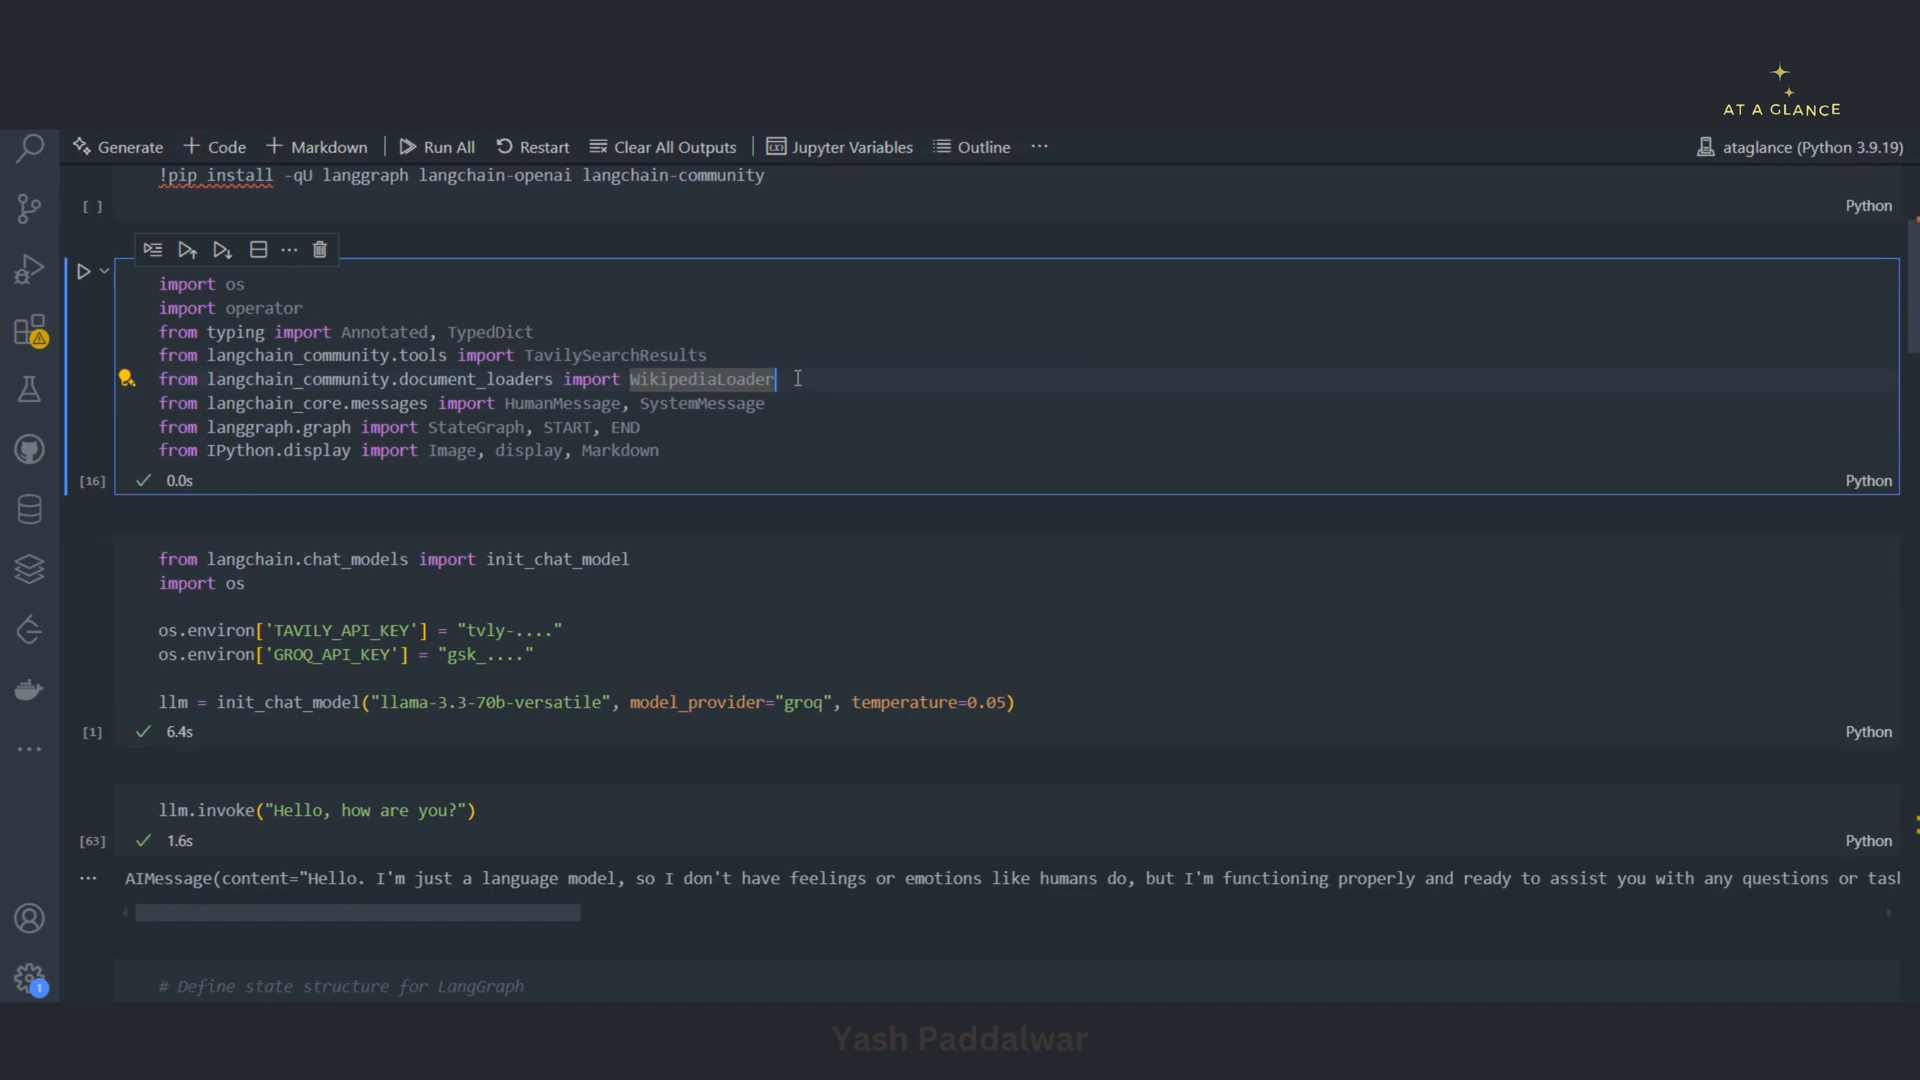 AT A GLANCE
Generate + Code + Markdown Run All Restart Clear All Outputs Jupyter Variables Outline ··· ataglance (Python 3.9.19)
!pip install -qU langgraph langchain-openai langchain-community
[ ] Python
import os
import operator
from typing import Annotated, TypedDict
from langchain_community.tools import TavilySearchResults
from langchain_community.document_loaders import WikipediaLoader
from langchain_core.messages import HumanMessage, SystemMessage
from langgraph.graph import StateGraph, START, END
from IPython.display import Image, display, Markdown
[16] 0.0s Python
from langchain.chat_models import init_chat_model
import os
os.environ['TAVILY_API_KEY'] = "tvly-...."
os.environ['GROQ_API_KEY'] = "gsk_...."
llm = init_chat_model("llama-3.3-70b-versatile", model_provider="groq", temperature=0.05)
[1] 6.4s Python
llm.invoke("Hello, how are you?")
[63] 1.6s Python
··· AIMessage(content="Hello. I'm just a language model, so I don't have feelings or emotions like humans do, but I'm functioning properly and ready to assist you with any questions or tas
# Define state structure for LangGraph
1
Yash Paddalwar